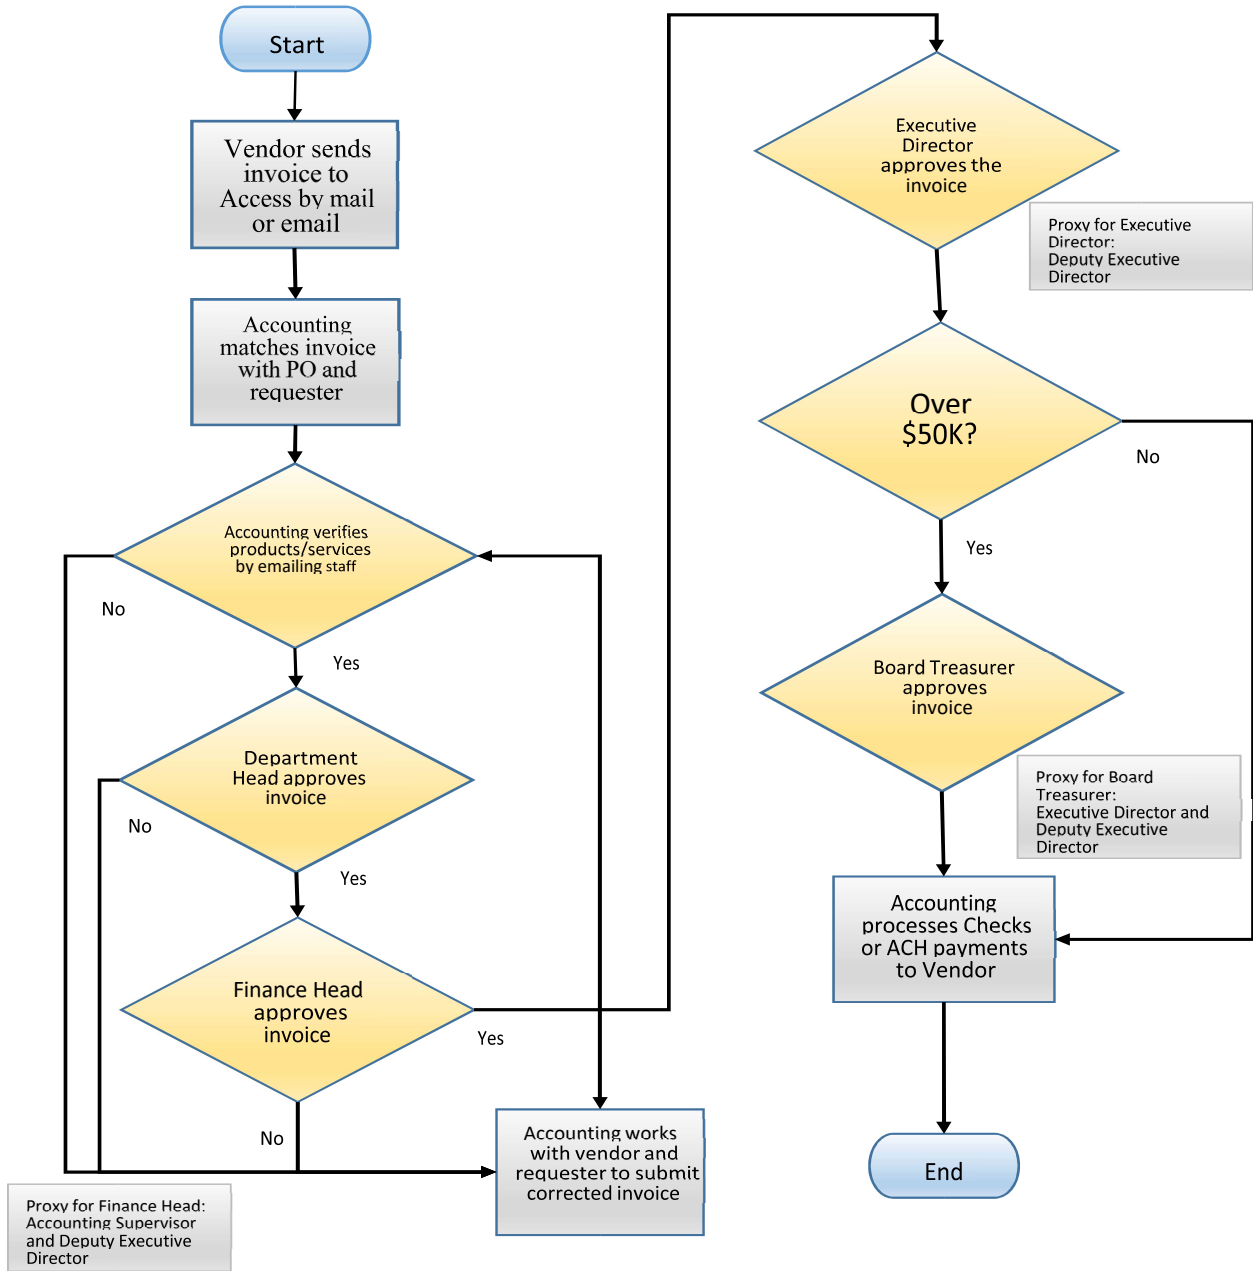 Start
Vendor sends
invoice to
Access by mail
or email
Accounting
matches invoice
with PO and
requester
Accounting verifies
products/services
by emailing staff
No
Yes
Department
Head approves
invoice
No
Yes
Finance Head
approves
invoice
Yes
No
Accounting works
with vendor and
requester to submit
corrected invoice
Proxy for Finance Head:
Accounting Supervisor
and Deputy Executive
Director
Executive
Director
approves the
invoice
Proxy for Executive
Director:
Deputy Executive
Director
Over
$50K?
No
Yes
Board Treasurer
approves
invoice
Proxy for Board
Treasurer:
Executive Director and
Deputy Executive
Director
Accounting
processes Checks
or ACH payments
to Vendor
End